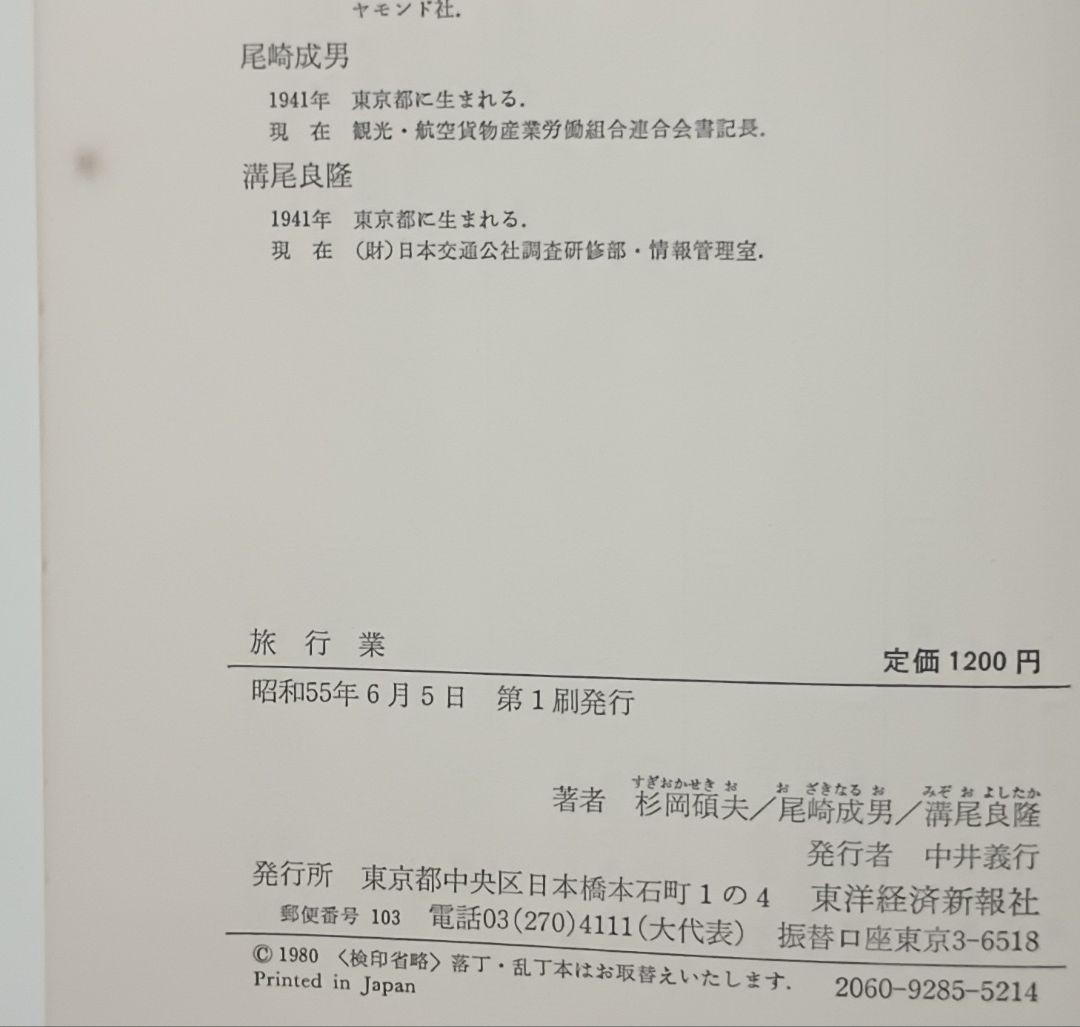 ヤモンド社.
尾崎成男
1941年 東京都に生まれる.
現 在 観光・航空貨物産業労働組合連合会書記長.
溝尾良隆
1941年 東京都に生まれる.
現 在 (財)日本交通公社調査研修部・情報管理室.
旅 行 業
定価 1200 円
昭和55年6月5日 第1刷発行
すぎおかせき お お ざきなる お みぞ お よしたか
著者 杉岡碩夫／尾崎成男／溝尾良隆
発行者 中井義行
発行所 東京都中央区日本橋本石町1の4 東洋経済新報社
郵便番号 103 電話03(270)4111(大代表) 振替口座東京3-6518
© 1980 〈検印省略〉落丁・乱丁本はお取替えいたします. 2060-9285-5214
Printed in Japan